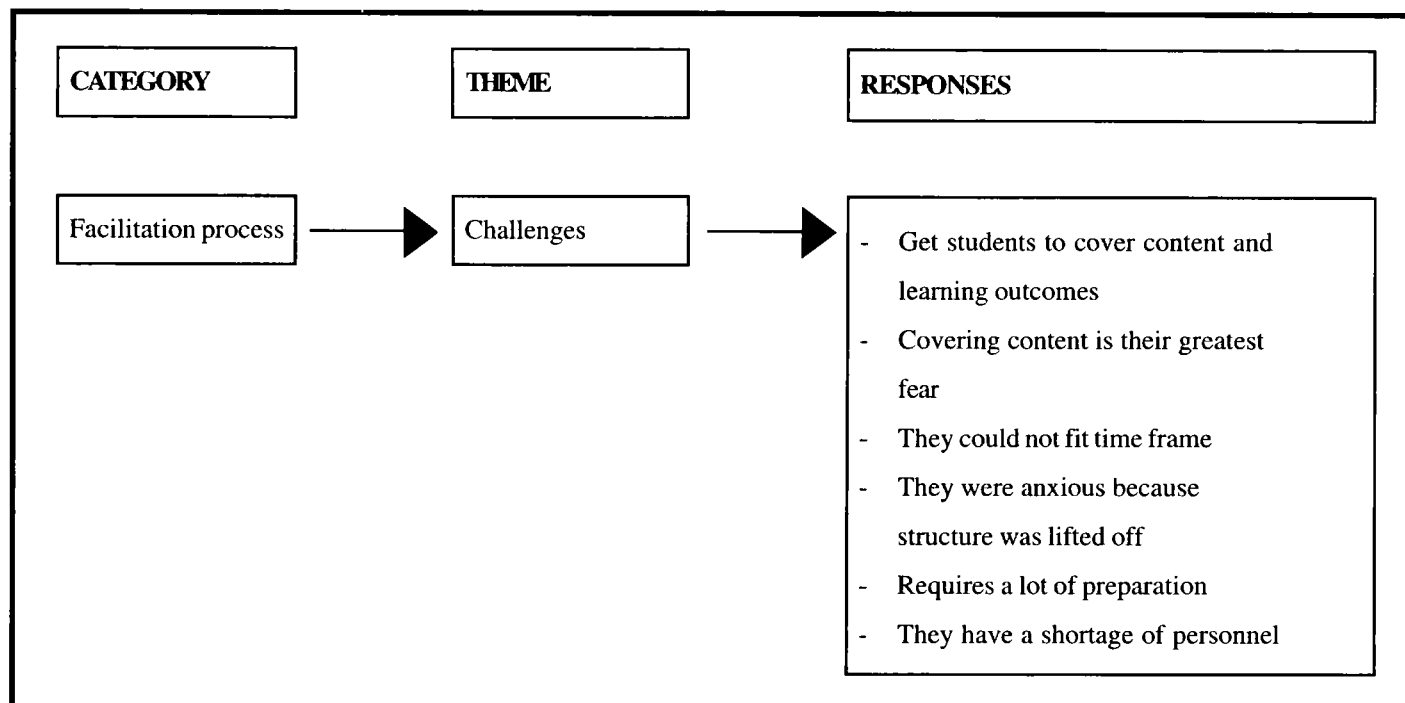 CATEGORY
THEME
RESPONSES
Facilitation process
Challenges
- Get students to cover content and
learning outcomes
- Covering content is their greatest
fear
- They could not fit time frame
- They were anxious because
structure was lifted off
- Requires a lot of preparation
- They have a shortage of personnel